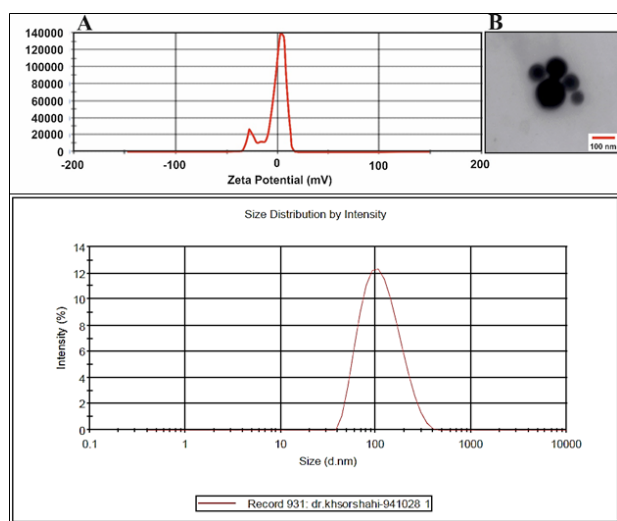 A
B
140000
120000
100000
80000
60000
40000
20000
0
-200 -100 0 100 200
Zeta Potential (mV)
100 nm
Size Distribution by Intensity
14
12
10
8
6
4
2
0
Intensity (%)
0.1 1 10 100 1000 10000
Size (d.nm)
Record 931: dr.khsorshahi-941028 1